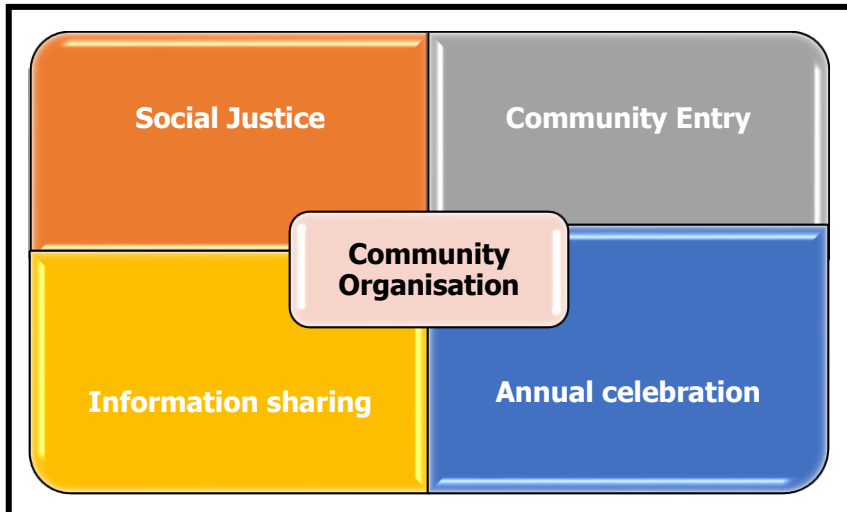 Social Justice
Community Entry
Community
Organisation
Information sharing
Annual celebration